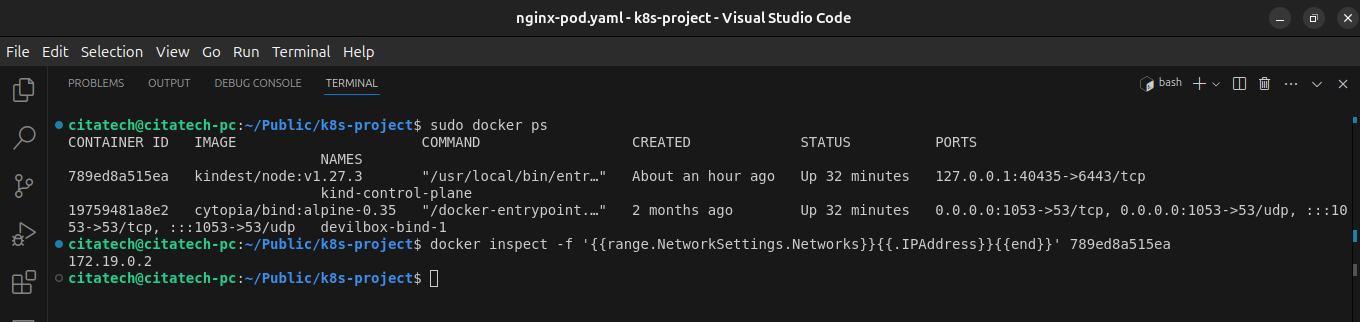 nginx-pod.yaml - k8s-project - Visual Studio Code
File Edit Selection View Go Run Terminal Help
PROBLEMS OUTPUT DEBUG CONSOLE TERMINAL bash
citatech@citatech-pc:~/Public/k8s-project$ sudo docker ps
CONTAINER ID IMAGE COMMAND CREATED STATUS PORTS
NAMES
789ed8a515ea kindest/node:v1.27.3 "/usr/local/bin/entr…" About an hour ago Up 32 minutes 127.0.0.1:40435->6443/tcp
kind-control-plane
19759481a8e2 cytopia/bind:alpine-0.35 "/docker-entrypoint.…" 2 months ago Up 32 minutes 0.0.0.0:1053->53/tcp, 0.0.0.0:1053->53/udp, :::10
53->53/tcp, :::1053->53/udp devilbox-bind-1
citatech@citatech-pc:~/Public/k8s-project$ docker inspect -f '{{range.NetworkSettings.Networks}}{{.IPAddress}}{{end}}' 789ed8a515ea
172.19.0.2
citatech@citatech-pc:~/Public/k8s-project$